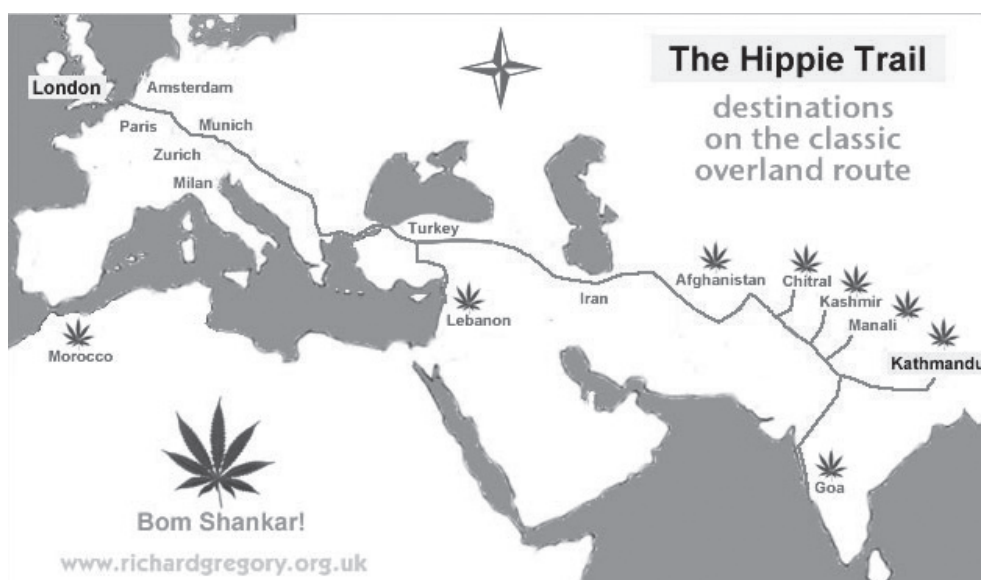 The Hippie Trail
destinations
on the classic
overland route
London
Amsterdam
Paris
Munich
Zurich
Milan
Turkey
Iran
Afghanistan
Chitral
Kashmir
Manali
Kathmandu
Lebanon
Morocco
Goa
Bom Shankar!
www.richardgregory.org.uk